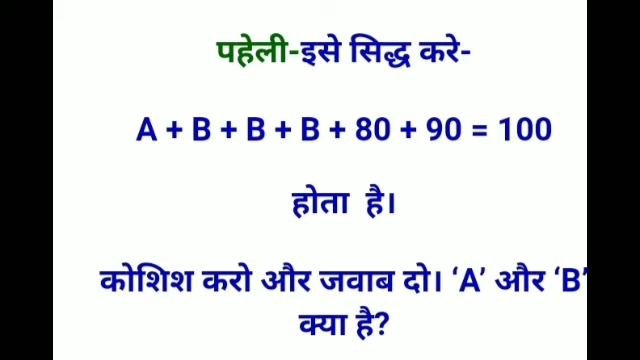 पहेली-इसे सिद्ध करे-
A + B + B + B + 80 + 90 = 100
होता है।
कोशिश करो और जवाब दो। ‘A’ और ‘B’
क्या है?